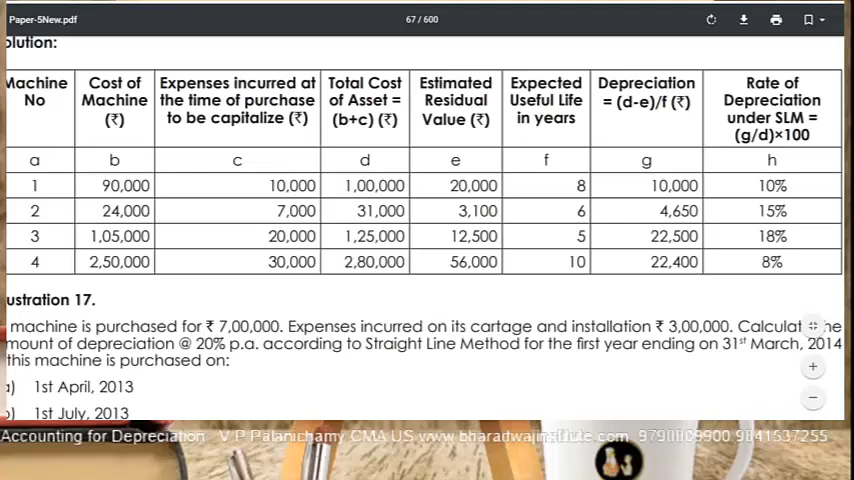 Paper-5New.pdf
67 / 600
olution:
Machine No | Cost of Machine (₹) | Expenses incurred at the time of purchase to be capitalize (₹) | Total Cost of Asset = (b+c) (₹) | Estimated Residual Value (₹) | Expected Useful Life in years | Depreciation = (d-e)/f (₹) | Rate of Depreciation under SLM = (g/d)×100
a | b | c | d | e | f | g | h
1 | 90,000 | 10,000 | 1,00,000 | 20,000 | 8 | 10,000 | 10%
2 | 24,000 | 7,000 | 31,000 | 3,100 | 6 | 4,650 | 15%
3 | 1,05,000 | 20,000 | 1,25,000 | 12,500 | 5 | 22,500 | 18%
4 | 2,50,000 | 30,000 | 2,80,000 | 56,000 | 10 | 22,400 | 8%
ustration 17.
machine is purchased for ₹ 7,00,000. Expenses incurred on its cartage and installation ₹ 3,00,000. Calculat he
mount of depreciation @ 20% p.a. according to Straight Line Method for the first year ending on 31st March, 2014
this machine is purchased on:
a) 1st April, 2013
b) 1st July, 2013
Accounting for Depreciation V P Palanichamy CMA US www 9841537255